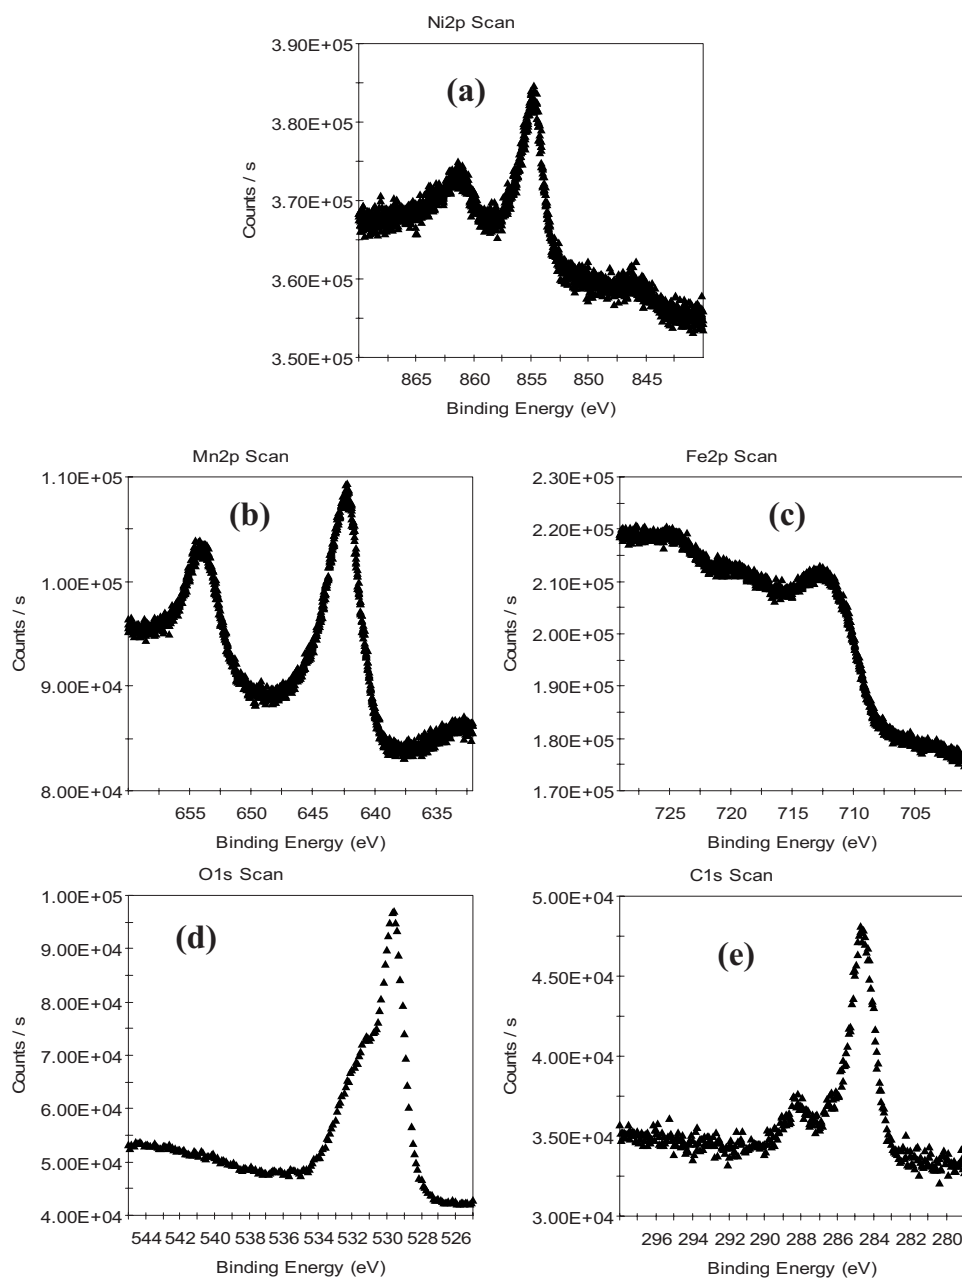 Ni2p Scan
3.90E+05
(a)
3.80E+05
3.70E+05
3.60E+05
3.50E+05
Counts / s
865 860 855 850 845
Binding Energy (eV)
Mn2p Scan
1.10E+05
(b)
1.00E+05
9.00E+04
8.00E+04
Counts / s
655 650 645 640 635
Binding Energy (eV)
Fe2p Scan
2.30E+05
(c)
2.20E+05
2.10E+05
2.00E+05
1.90E+05
1.80E+05
1.70E+05
Counts / s
725 720 715 710 705
Binding Energy (eV)
O1s Scan
1.00E+05
(d)
9.00E+04
8.00E+04
7.00E+04
6.00E+04
5.00E+04
4.00E+04
Counts / s
544 542 540 538 536 534 532 530 528 526
Binding Energy (eV)
C1s Scan
5.00E+04
(e)
4.50E+04
4.00E+04
3.50E+04
3.00E+04
Counts / s
296 294 292 290 288 286 284 282 280
Binding Energy (eV)